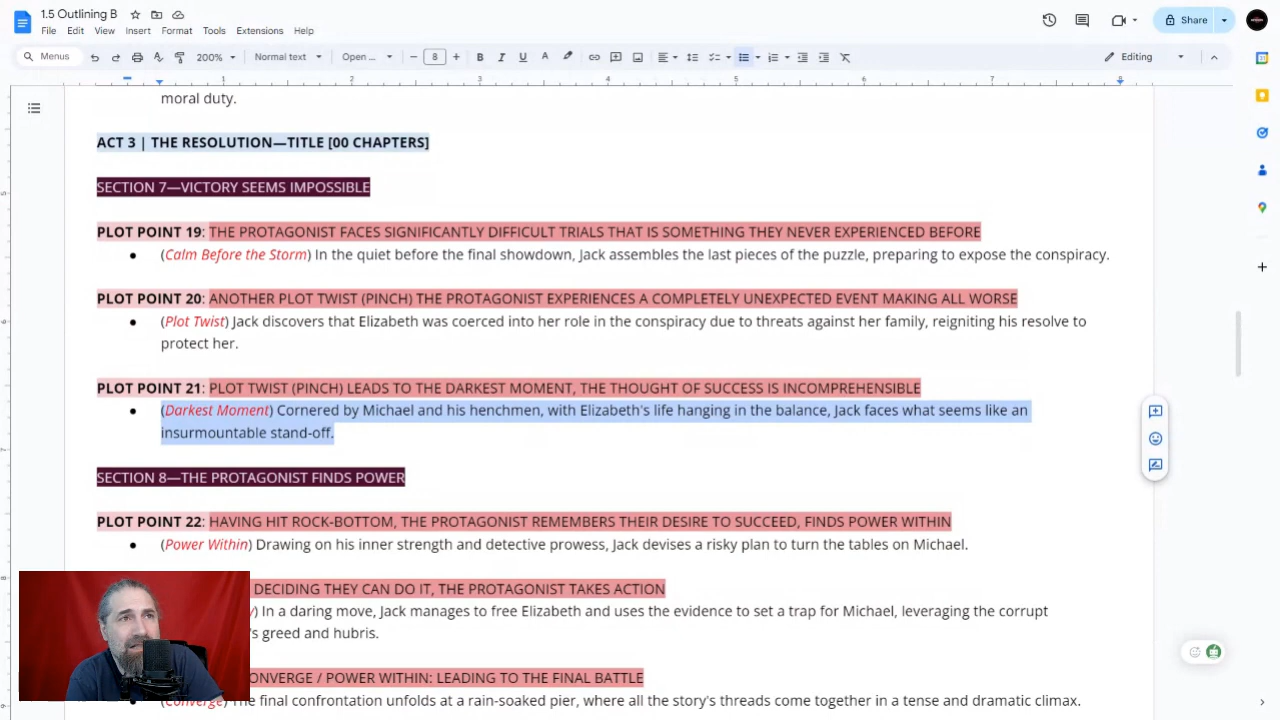 1.5 Outlining B
File Edit View Insert Format Tools Extensions Help
Share
Menus
200%
Normal text
Open ...
8
Editing
1 2 3 4 5 6 7 8
moral duty.
ACT 3 | THE RESOLUTION—TITLE [00 CHAPTERS]
SECTION 7—VICTORY SEEMS IMPOSSIBLE
PLOT POINT 19: THE PROTAGONIST FACES SIGNIFICANTLY DIFFICULT TRIALS THAT IS SOMETHING THEY NEVER EXPERIENCED BEFORE
● (Calm Before the Storm) In the quiet before the final showdown, Jack assembles the last pieces of the puzzle, preparing to expose the conspiracy.
PLOT POINT 20: ANOTHER PLOT TWIST (PINCH) THE PROTAGONIST EXPERIENCES A COMPLETELY UNEXPECTED EVENT MAKING ALL WORSE
● (Plot Twist) Jack discovers that Elizabeth was coerced into her role in the conspiracy due to threats against her family, reigniting his resolve to
protect her.
PLOT POINT 21: PLOT TWIST (PINCH) LEADS TO THE DARKEST MOMENT, THE THOUGHT OF SUCCESS IS INCOMPREHENSIBLE
● (Darkest Moment) Cornered by Michael and his henchmen, with Elizabeth's life hanging in the balance, Jack faces what seems like an
insurmountable stand-off.
SECTION 8—THE PROTAGONIST FINDS POWER
PLOT POINT 22: HAVING HIT ROCK-BOTTOM, THE PROTAGONIST REMEMBERS THEIR DESIRE TO SUCCEED, FINDS POWER WITHIN
● (Power Within) Drawing on his inner strength and detective prowess, Jack devises a risky plan to turn the tables on Michael.
DECIDING THEY CAN DO IT, THE PROTAGONIST TAKES ACTION
) In a daring move, Jack manages to free Elizabeth and uses the evidence to set a trap for Michael, leveraging the corrupt
's greed and hubris.
ONVERGE / POWER WITHIN: LEADING TO THE FINAL BATTLE
● (Converge) The final confrontation unfolds at a rain-soaked pier, where all the story's threads come together in a tense and dramatic climax.